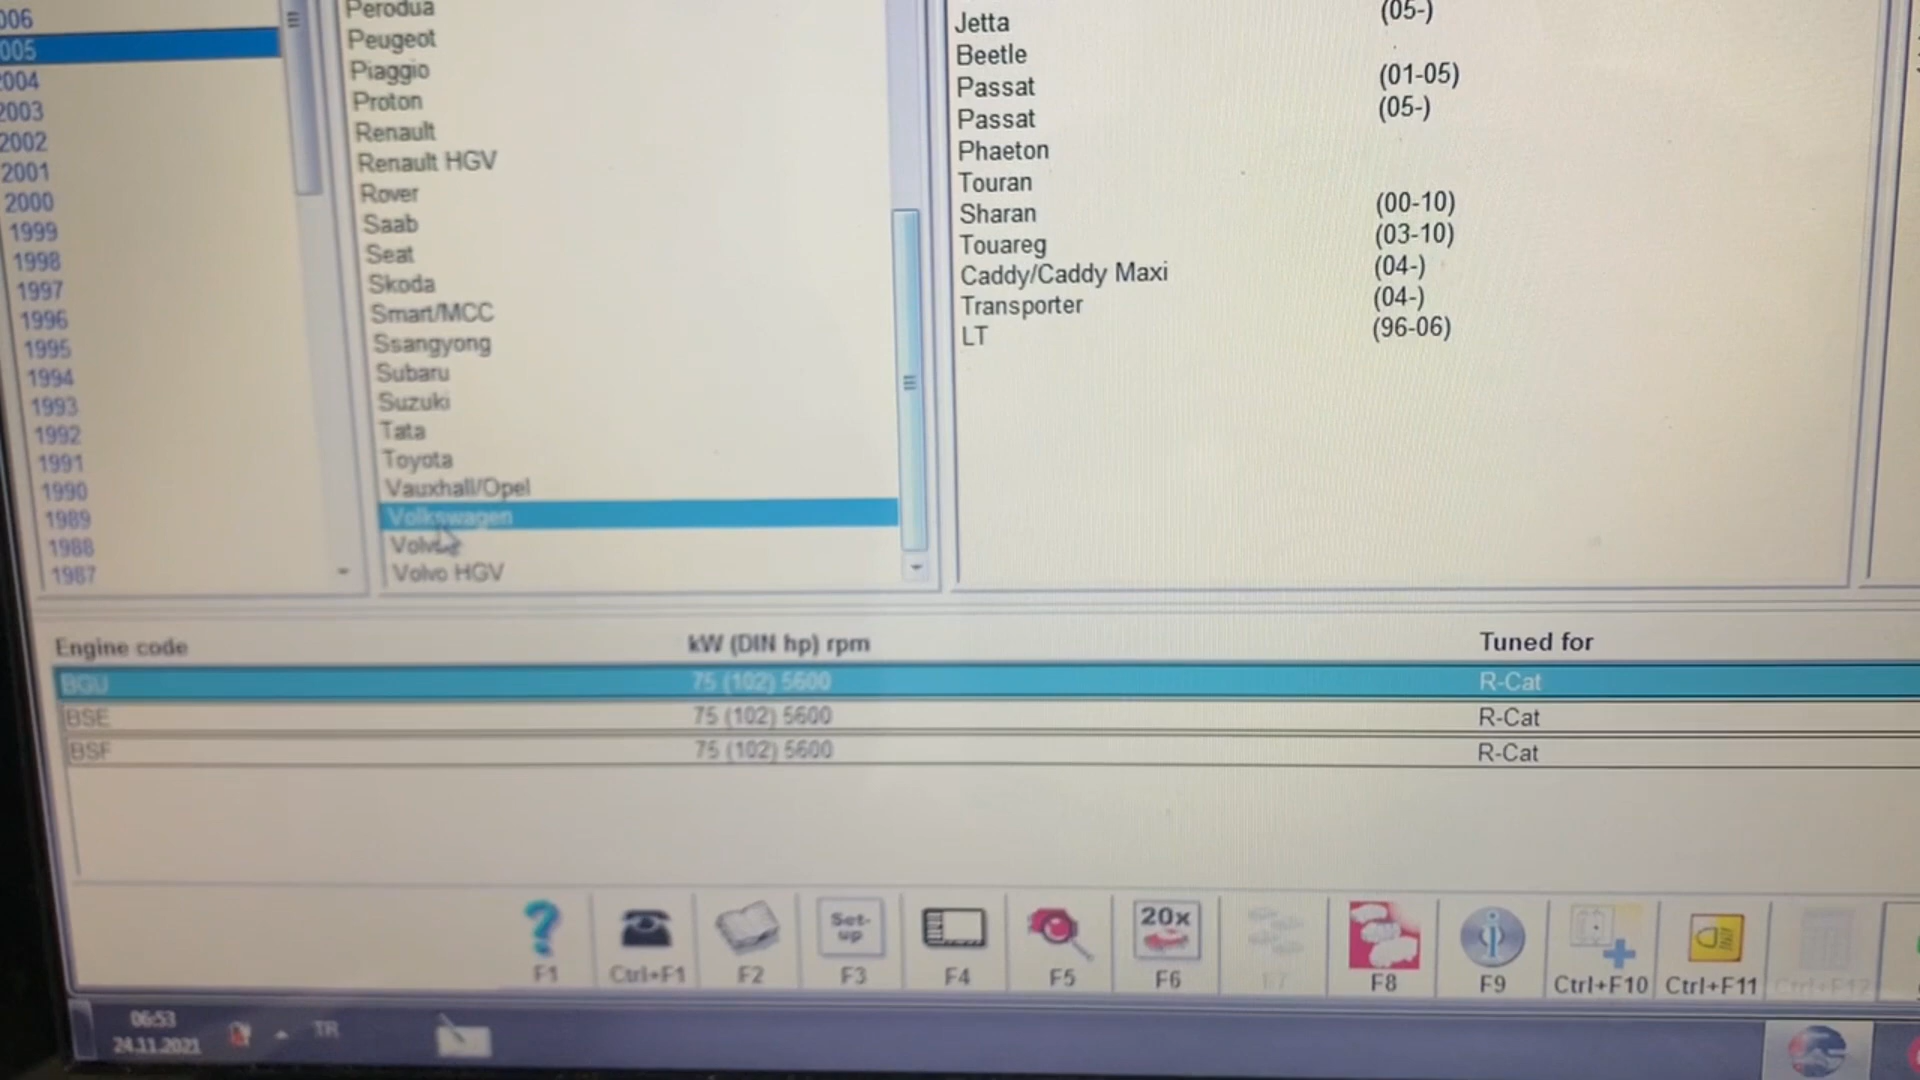 006
005
2004
2003
2002
2001
2000
1999
1998
1997
1996
1995
1994
1993
1992
1991
1990
1989
1988
1987
Perodua
Peugeot
Piaggio
Proton
Renault
Renault HGV
Rover
Saab
Seat
Skoda
Smart/MCC
Ssangyong
Subaru
Suzuki
Tata
Toyota
Vauxhall/Opel
Volkswagen
Volvo HGV
Jetta (05-)
Beetle
Passat (01-05)
Passat (05-)
Phaeton
Touran
Sharan (00-10)
Touareg (03-10)
Caddy/Caddy Maxi (04-)
Transporter (04-)
LT (96-06)
Engine code kW (DIN hp) rpm Tuned for
BGU 75 (102) 5600 R-Cat
BSE 75 (102) 5600 R-Cat
BSF 75 (102) 5600 R-Cat
Set-
up
20x
F1 Ctrl+F1 F2 F3 F4 F5 F6 F7 F8 F9 Ctrl+F10 Ctrl+F11 Ctrl+F12
06:53
24.11.2021
TR